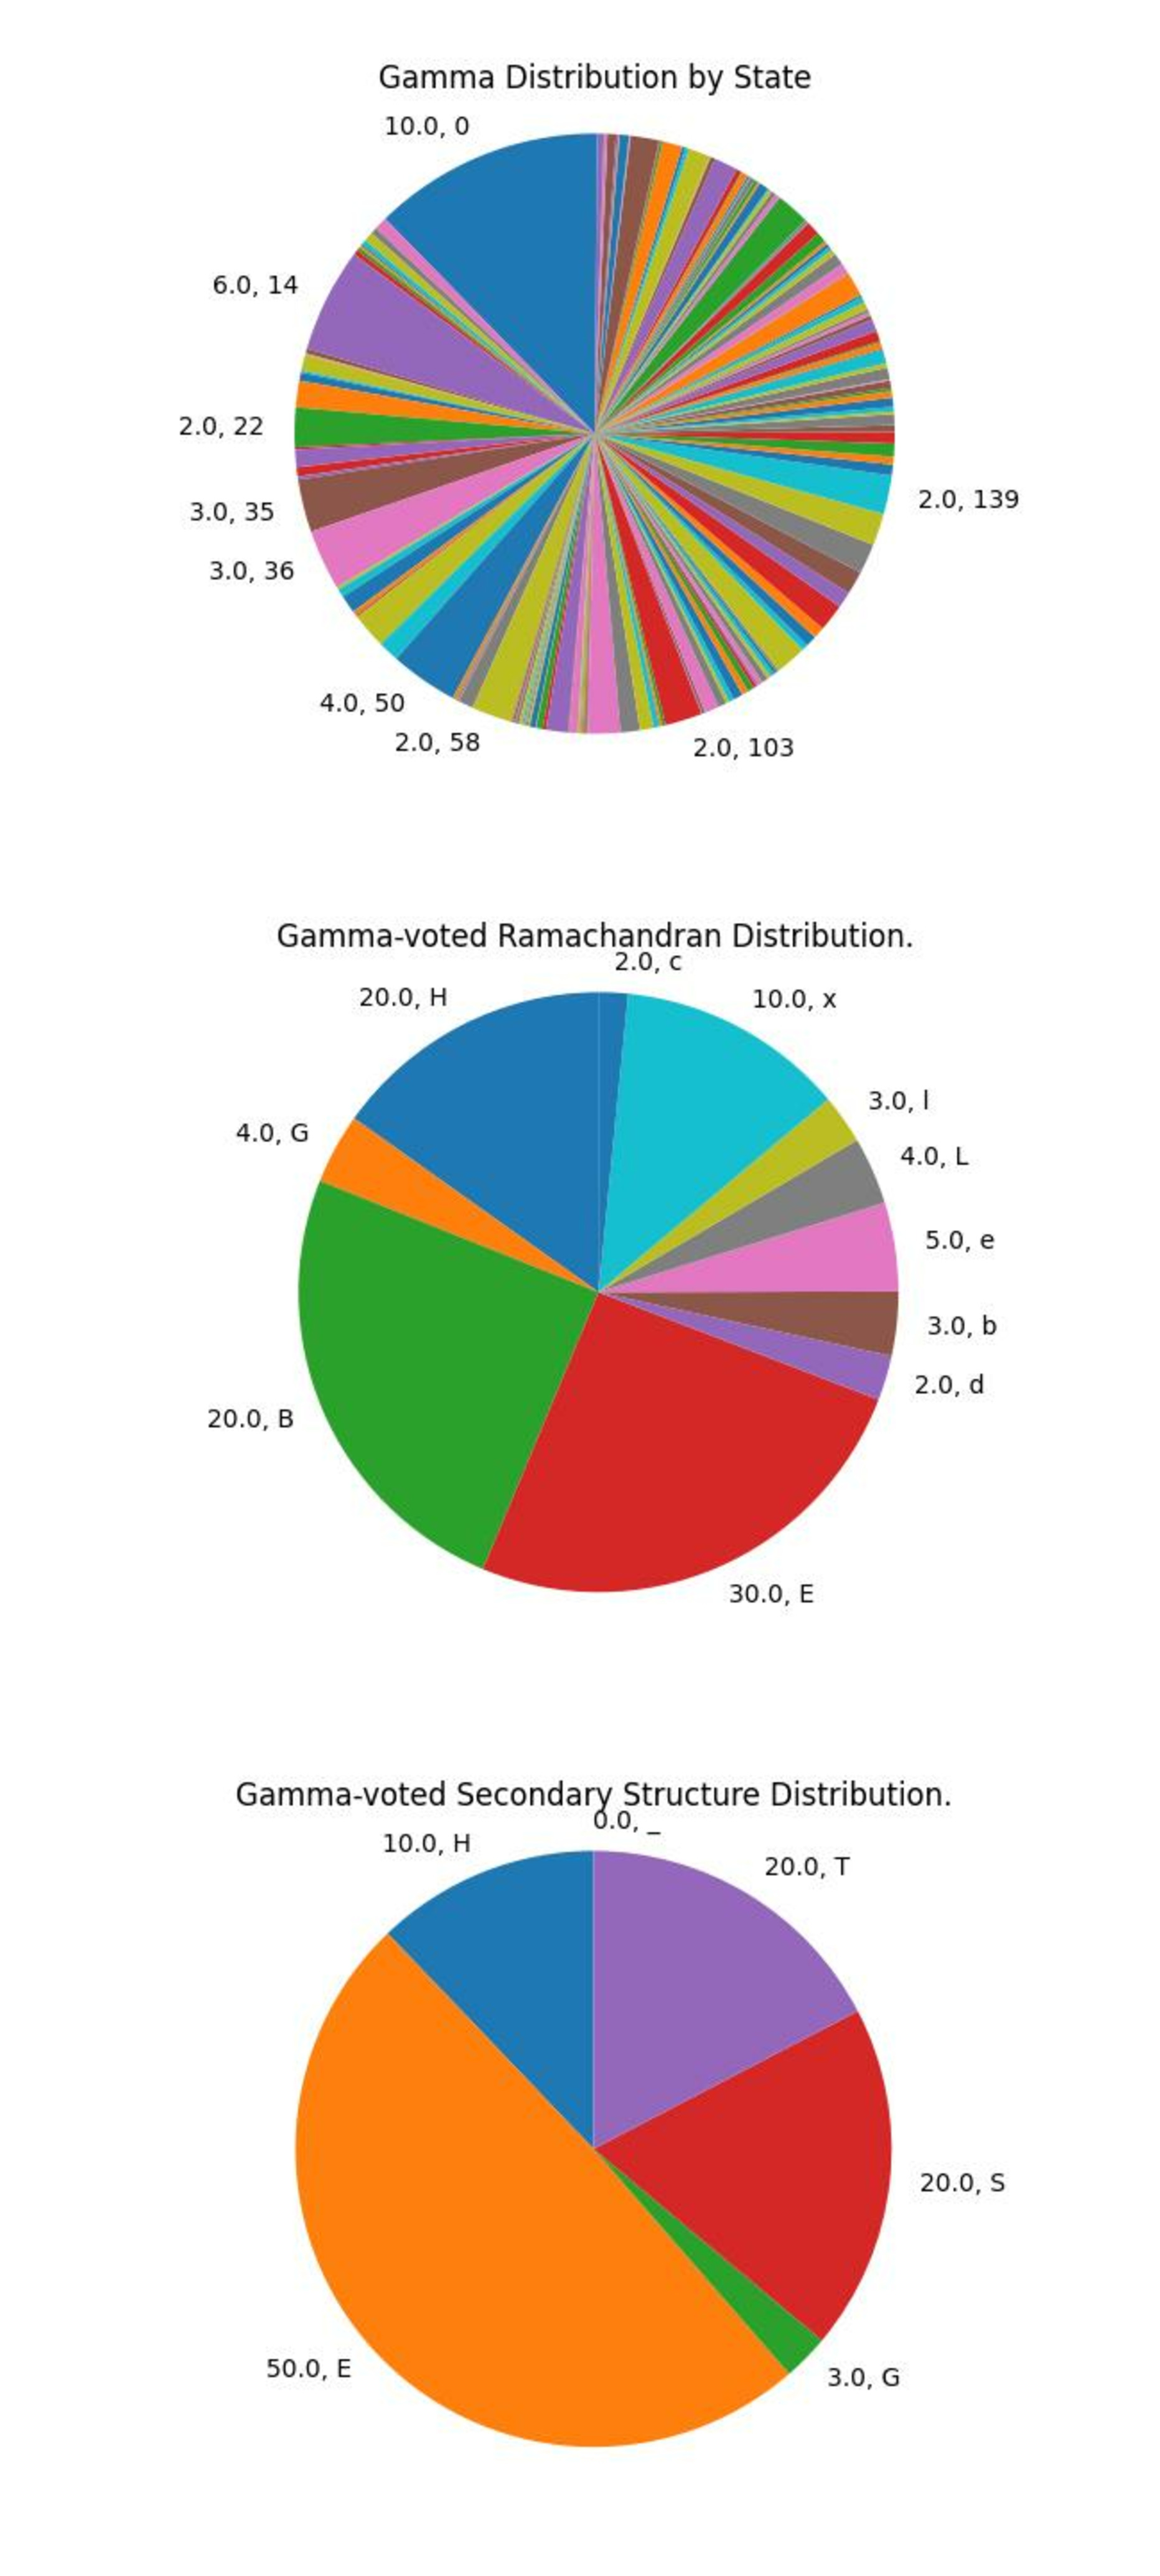 Gamma Distribution by State
10.0, 0
6.0, 14
2.0, 22
2.0, 139
3.0, 35
3.0, 36
4.0, 50
2.0, 58
2.0, 103
Gamma-voted Ramachandran Distribution.
2.0, c
20.0, H
10.0, x
3.0, l
4.0, G
4.0, L
5.0, e
3.0, b
2.0, d
20.0, B
30.0, E
Gamma-voted Secondary Structure Distribution.
0.0, _
10.0, H
20.0, T
20.0, S
50.0, E
3.0, G